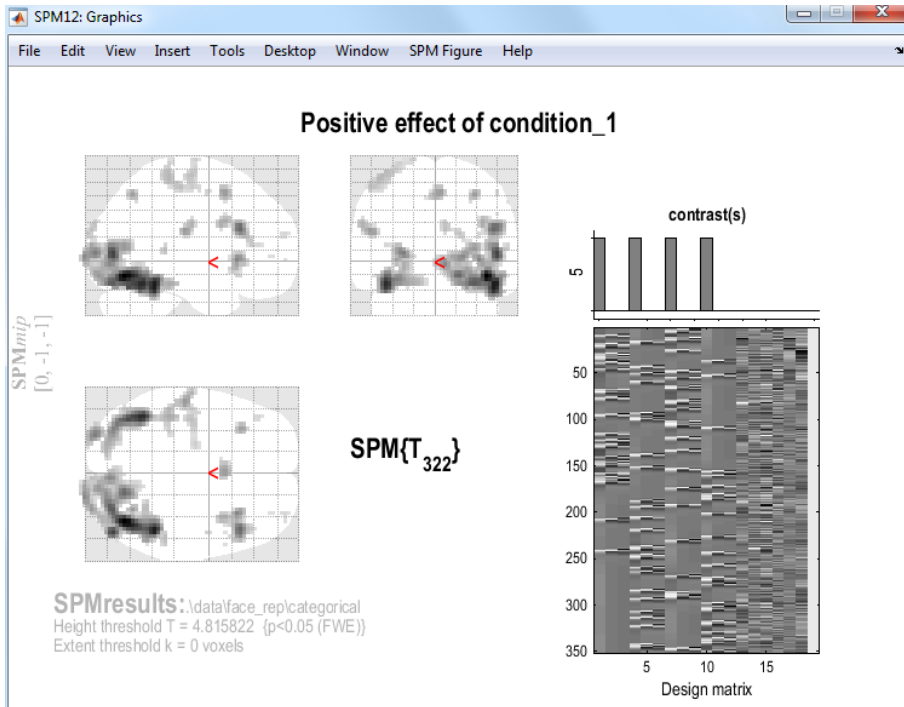 SPM12: Graphics
File Edit View Insert Tools Desktop Window SPM Figure Help
Positive effect of condition_1
SPMmip
[0, -1, -1]
<
<
<
SPM{T322}
contrast(s)
5
50
100
150
200
250
300
350
5 10 15
Design matrix
SPMresults: .\data\face_rep\categorical
Height threshold T = 4.815822 {p<0.05 (FWE)}
Extent threshold k = 0 voxels